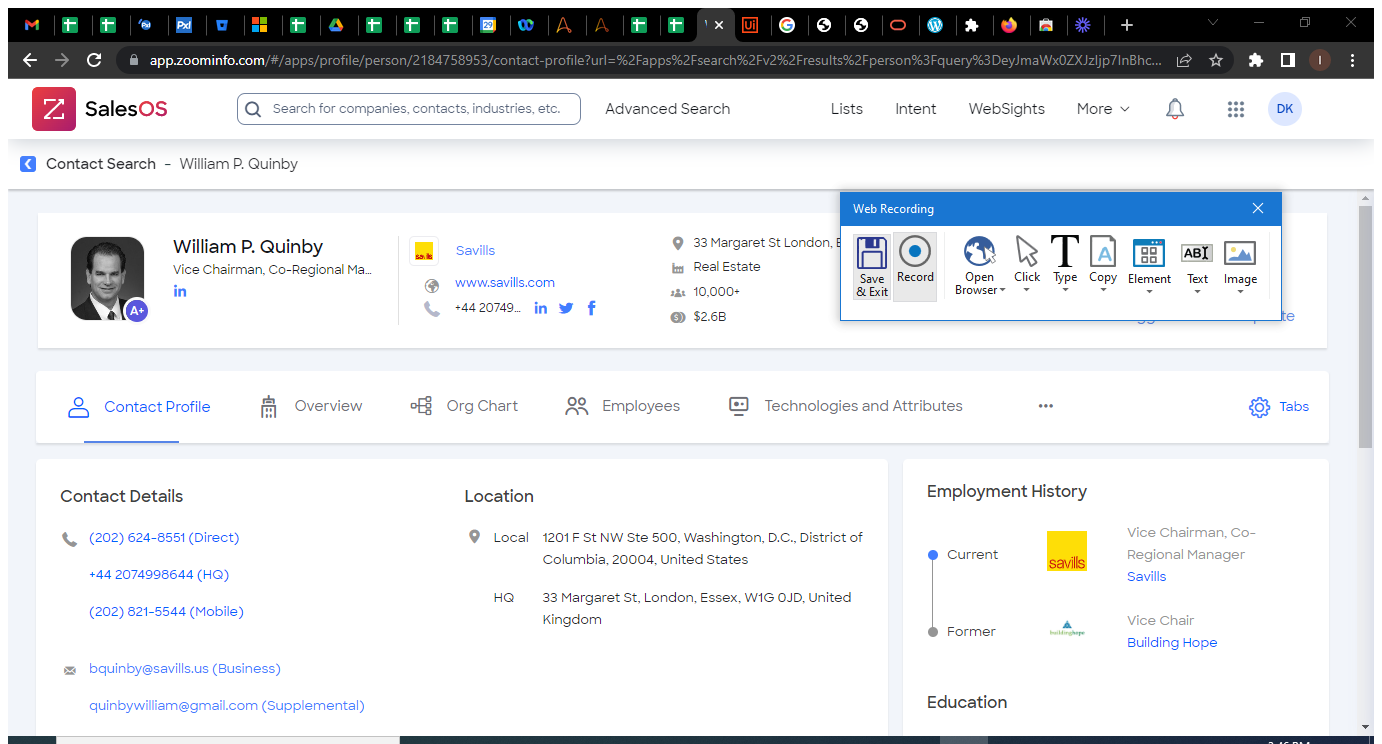 app.zoominfo.com/#/apps/profile/person/2184758953/contact-profile?url=%2Fapps%2Fsearch%2Fv2%2Fresults%2Fperson%3Fquery%3DeyJmaWx0ZXJzIjp7InBhc...
SalesOS
Search for companies, contacts, industries, etc.
Advanced Search
Lists
Intent
WebSights
More
DK
Contact Search - William P. Quinby
William P. Quinby
Vice Chairman, Co-Regional Ma...
in
A+
savills
Savills
www.savills.com
+44 20749...
in
33 Margaret St London, E
Real Estate
10,000+
$2.6B
Web Recording
Save & Exit
Record
Open Browser
Click
Type
Copy
Element
Text
Image
Contact Profile
Overview
Org Chart
Employees
Technologies and Attributes
...
Tabs
Contact Details
(202) 624-8551 (Direct)
+44 2074998644 (HQ)
(202) 821-5544 (Mobile)
bquinby@savills.us (Business)
quinbywilliam@gmail.com (Supplemental)
Location
Local
1201 F St NW Ste 500, Washington, D.C., District of
Columbia, 20004, United States
HQ
33 Margaret St, London, Essex, W1G 0JD, United
Kingdom
Employment History
Current
savills
Vice Chairman, Co-
Regional Manager
Savills
Former
buildinghope
Vice Chair
Building Hope
Education